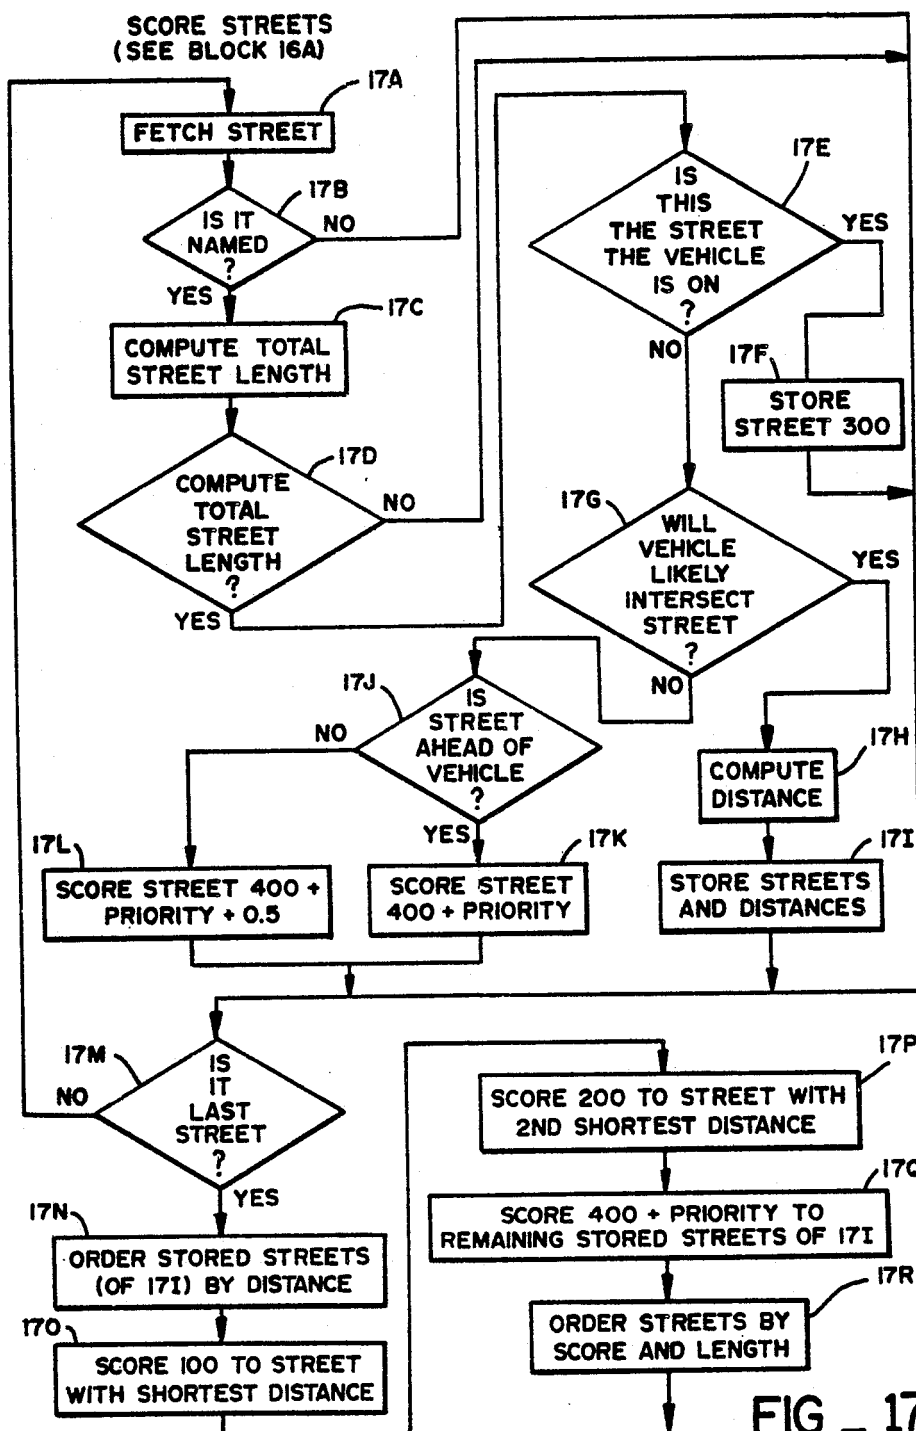 SCORE STREETS
(SEE BLOCK 16A)
17A
FETCH STREET
17B
IS IT
NAMED
?
NO
YES
17C
COMPUTE TOTAL
STREET LENGTH
17D
COMPUTE
TOTAL
STREET
LENGTH
?
NO
YES
17E
IS
THIS
THE STREET
THE VEHICLE
IS ON
?
YES
NO
17F
STORE
STREET 300
17G
WILL
VEHICLE
LIKELY
INTERSECT
STREET
?
YES
NO
17H
COMPUTE
DISTANCE
17I
STORE STREETS
AND DISTANCES
17J
IS
STREET
AHEAD OF
VEHICLE
?
NO
YES
17K
SCORE STREET
400 + PRIORITY
17L
SCORE STREET 400 +
PRIORITY + 0.5
17M
IS
IT
LAST
STREET
?
NO
YES
17N
ORDER STORED STREETS
(OF 17I) BY DISTANCE
17O
SCORE 100 TO STREET
WITH SHORTEST DISTANCE
17P
SCORE 200 TO STREET WITH
2ND SHORTEST DISTANCE
17Q
SCORE 400 + PRIORITY TO
REMAINING STORED STREETS OF 17I
17R
ORDER STREETS BY
SCORE AND LENGTH
FIG _ 17